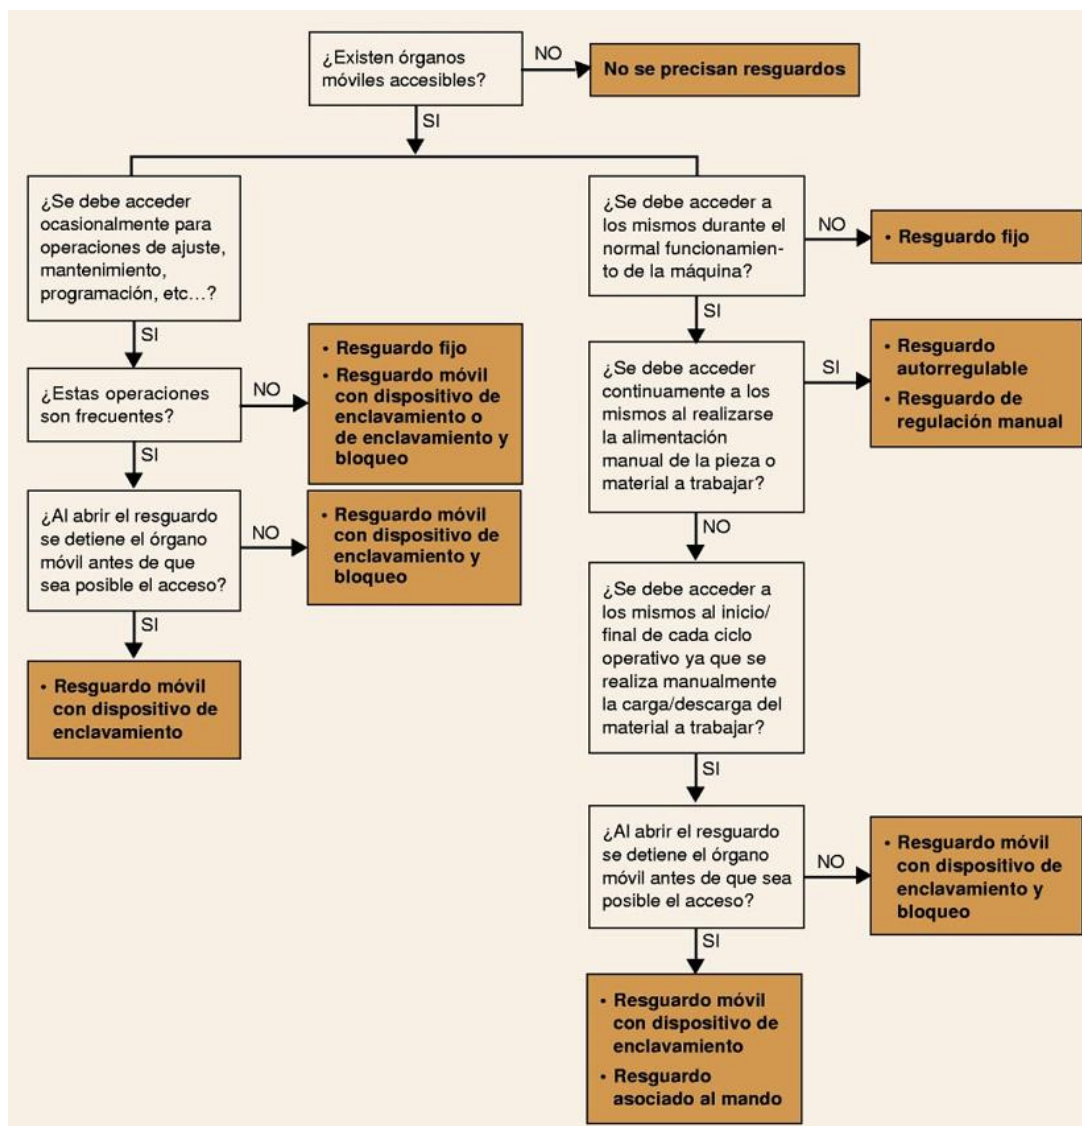 ¿Existen órganos
móviles accesibles?
NO
No se precisan resguardos
SI
¿Se debe acceder
ocasionalmente para
operaciones de ajuste,
mantenimiento,
programación, etc...?
SI
¿Estas operaciones
son frecuentes?
NO
• Resguardo fijo
• Resguardo móvil
con dispositivo de
enclavamiento o
de enclavamiento y
bloqueo
SI
¿Al abrir el resguardo
se detiene el órgano
móvil antes de que
sea posible el acceso?
NO
• Resguardo móvil
con dispositivo de
enclavamiento y
bloqueo
SI
• Resguardo móvil
con dispositivo de
enclavamiento
¿Se debe acceder a
los mismos durante el
normal funcionamien-
to de la máquina?
NO
• Resguardo fijo
SI
¿Se debe acceder
continuamente a los
mismos al realizarse
la alimentación
manual de la pieza o
material a trabajar?
SI
• Resguardo
autorregulable
• Resguardo de
regulación manual
NO
¿Se debe acceder a
los mismos al inicio/
final de cada ciclo
operativo ya que se
realiza manualmente
la carga/descarga del
material a trabajar?
SI
¿Al abrir el resguardo
se detiene el órgano
móvil antes de que sea
posible el acceso?
NO
• Resguardo móvil
con dispositivo de
enclavamiento y
bloqueo
SI
• Resguardo móvil
con dispositivo de
enclavamiento
• Resguardo
asociado al mando